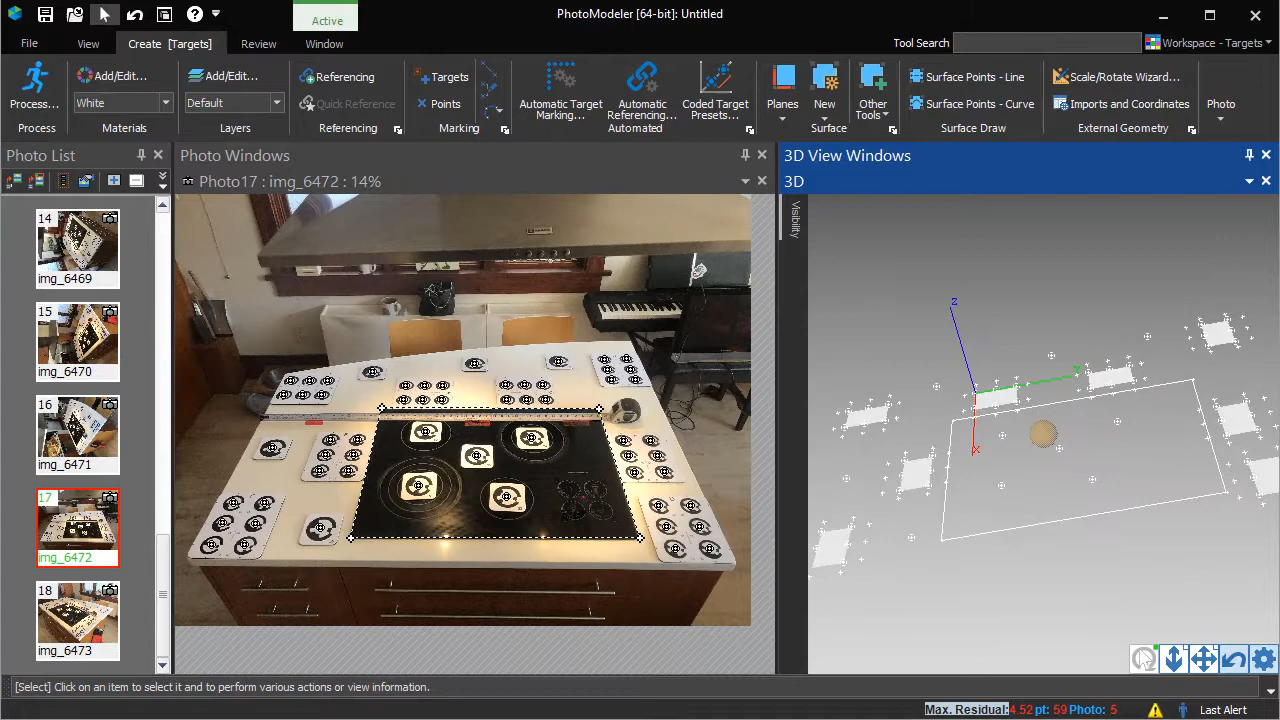 PhotoModeler [64-bit]: Untitled
Active
File
View
Create [Targets]
Review
Window
Tool Search
Workspace - Targets
Process...
Process
Add/Edit...
White
Materials
Add/Edit...
Default
Layers
Referencing
Quick Reference
Referencing
Targets
Points
Marking
Automatic Target Marking...
Automatic Referencing...
Coded Target Presets...
Automated
Planes
New
Other Tools
Surface
Surface Points - Line
Surface Points - Curve
Surface Draw
Scale/Rotate Wizard...
Imports and Coordinates
External Geometry
Photo
Photo List
Photo Windows
3D View Windows
Photo17 : img_6472 : 14%
3D
Visibility
14
img_6469
15
img_6470
16
img_6471
17
img_6472
18
img_6473
z
Y
X
[Select] Click on an item to select it and to perform various actions or view information.
Max. Residual: 4.52 pt: 59 Photo: 5
Last Alert